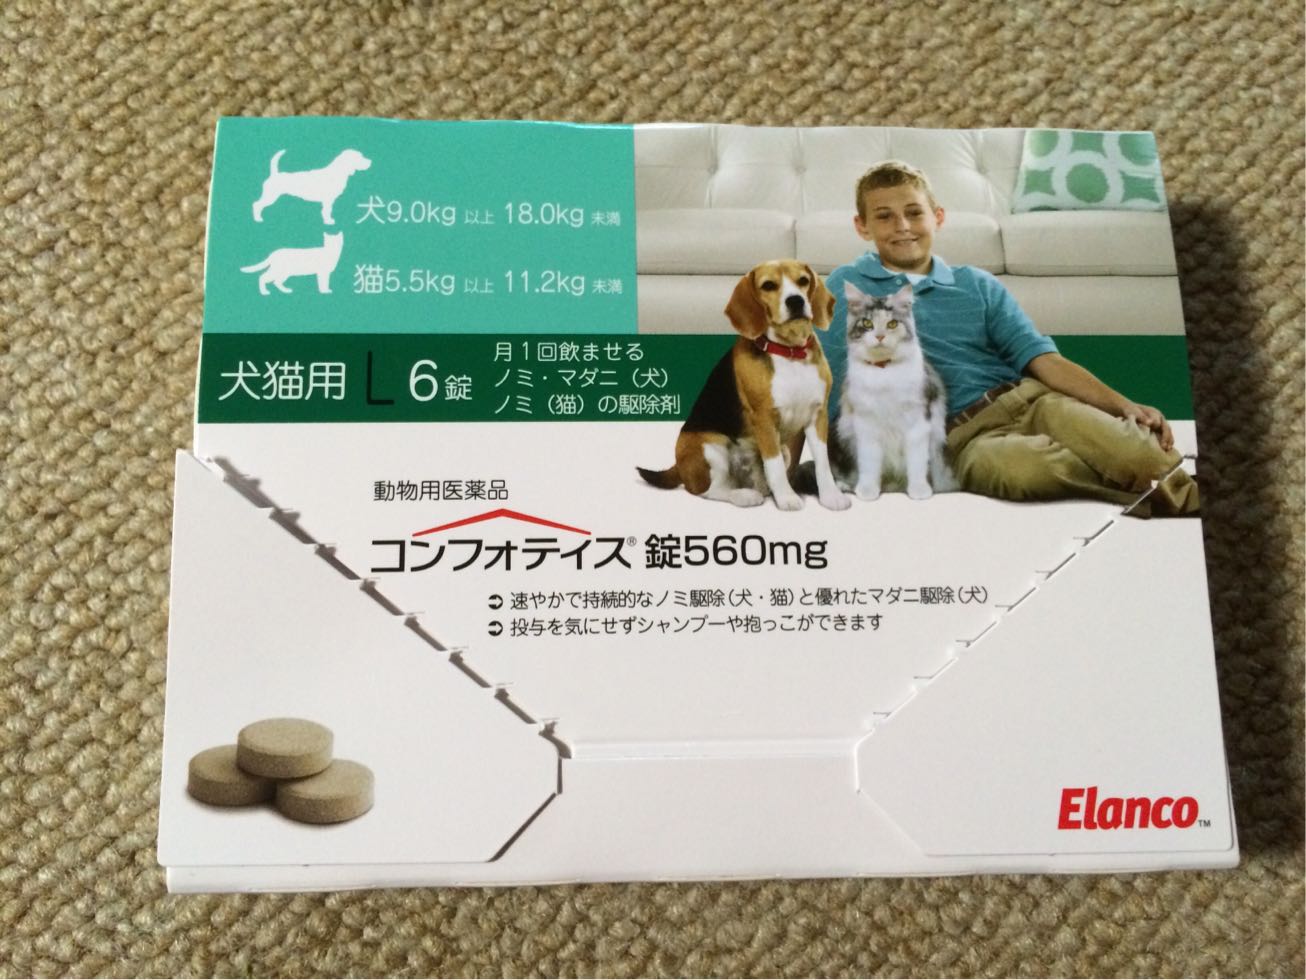 犬9.0kg 以上 18.0kg 未満
猫5.5kg 以上 11.2kg 未満
犬猫用 L 6錠
月1回飲ませる
ノミ・マダニ（犬）
ノミ（猫）の駆除剤
動物用医薬品
コンフォティス® 錠560mg
➲ 速やかで持続的なノミ駆除（犬・猫）と優れたマダニ駆除（犬）
➲ 投与を気にせずシャンプーや抱っこができます
Elanco™